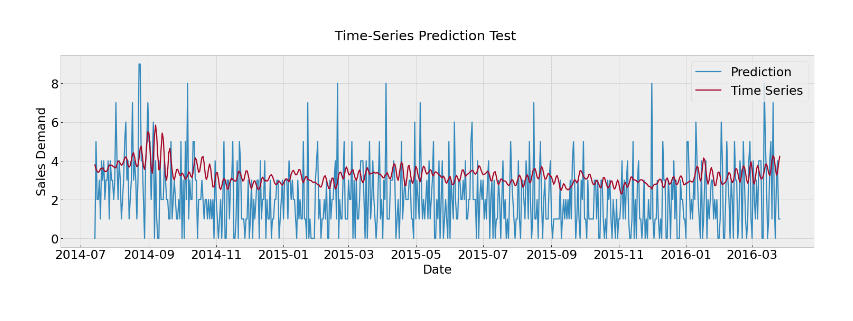 Time-Series Prediction Test
Prediction
Time Series
Sales Demand
8
6
4
2
0
2014-07 2014-09 2014-11 2015-01 2015-03 2015-05 2015-07 2015-09 2015-11 2016-01 2016-03
Date